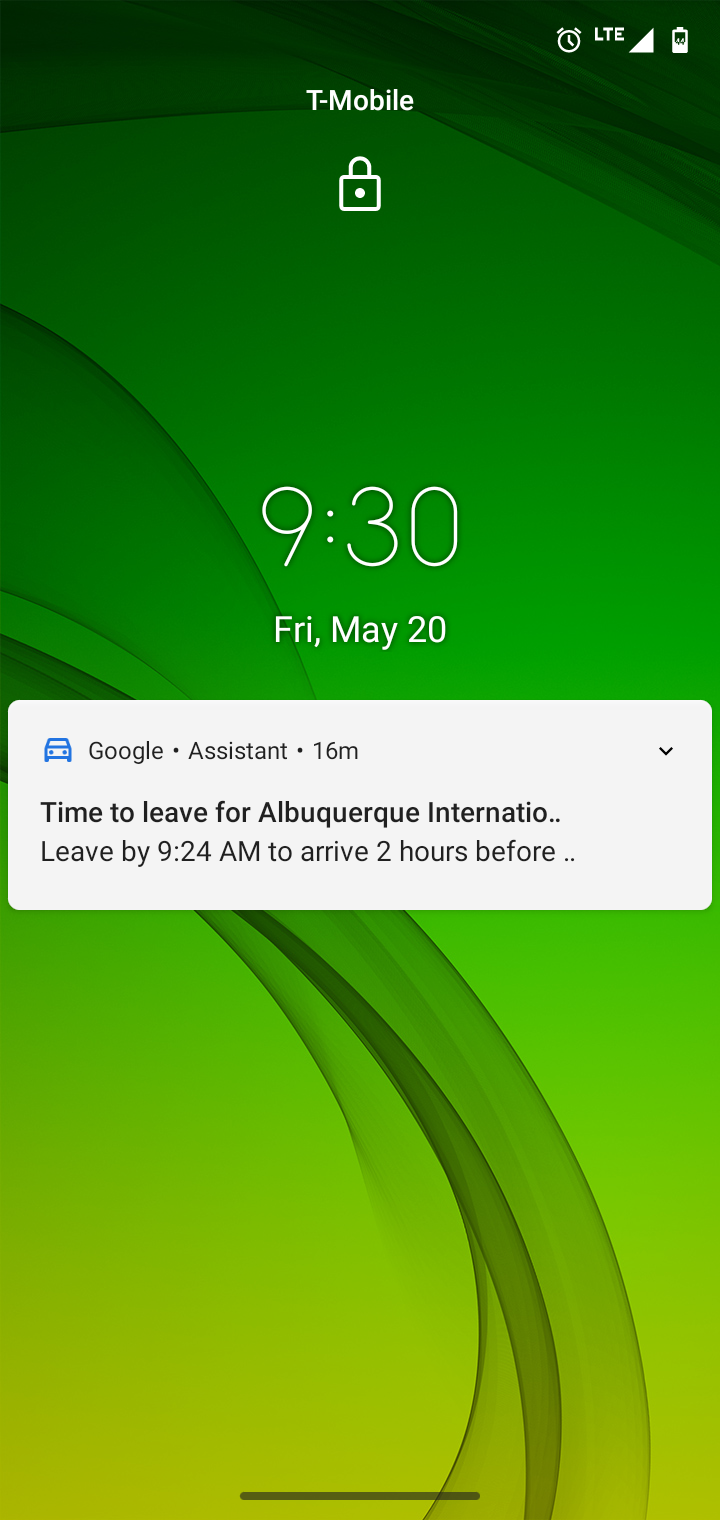 LTE
T-Mobile
9:30
Fri, May 20
Google • Assistant • 16m
Time to leave for Albuquerque Internatio..
Leave by 9:24 AM to arrive 2 hours before ..